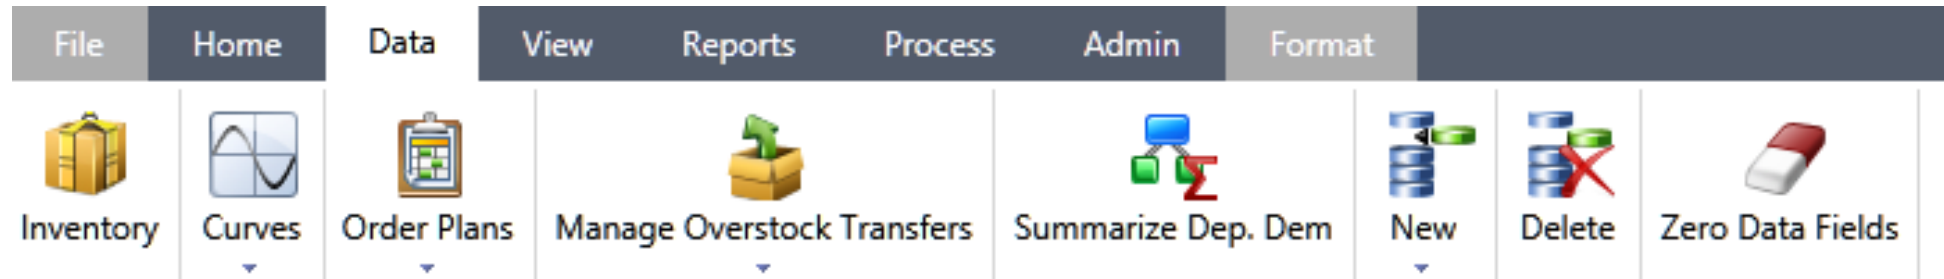 File Home Data View Reports Process Admin Format
Inventory Curves Order Plans Manage Overstock Transfers Summarize Dep. Dem New Delete Zero Data Fields